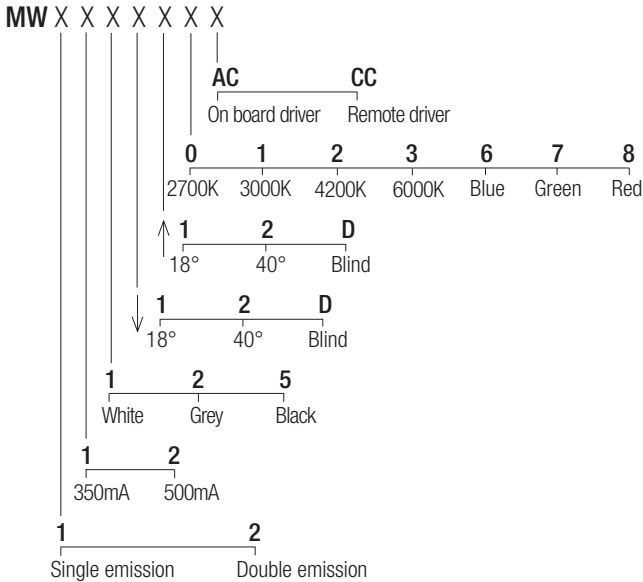 MW X X X X X X X
AC CC
On board driver Remote driver
0 1 2 3 6 7 8
2700K 3000K 4200K 6000K Blue Green Red
1 2 D
18° 40° Blind
1 2 D
18° 40° Blind
1 2 5
White Grey Black
1 2
350mA 500mA
1 2
Single emission Double emission